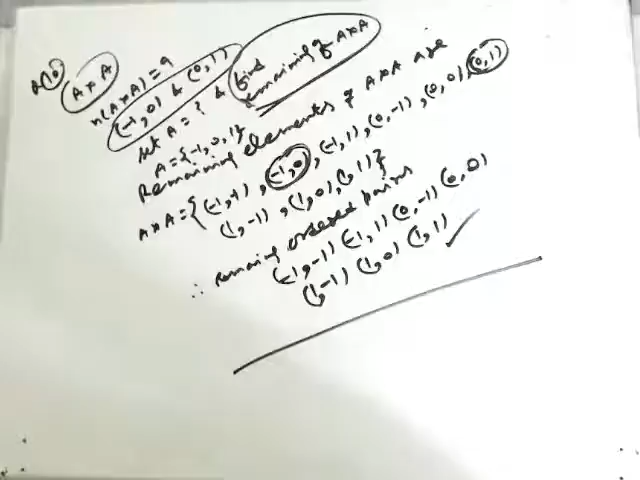 Q10 A×A
n(A×A)=9
(-1,0) & (0,1)
set A = ? & find
remaining of A×A
A={-1,0,1}
Remaining elements of A×A are
A×A={(-1,-1),(-1,0),(-1,1),(0,-1),(0,0),(0,1)
(1,-1),(1,0),(1,1)}
∴ remaining ordered pairs
(-1,-1)(-1,1)(0,-1)(0,0)
(1,-1)(1,0)(1,1)